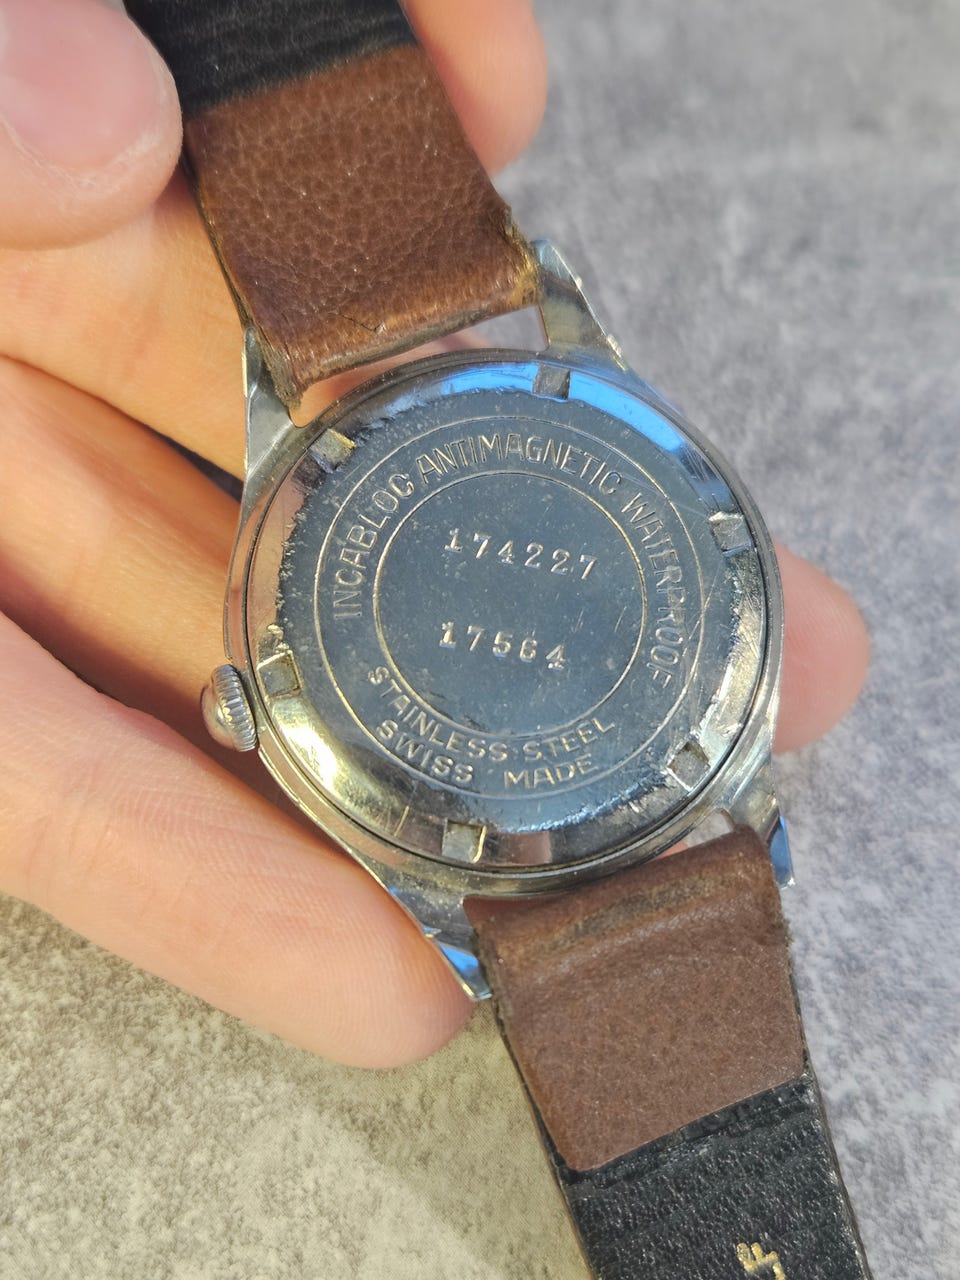 INCABLOC ANTIMAGNETIC WATERPROOF
174227
17564
STAINLESS STEEL
SWISS MADE